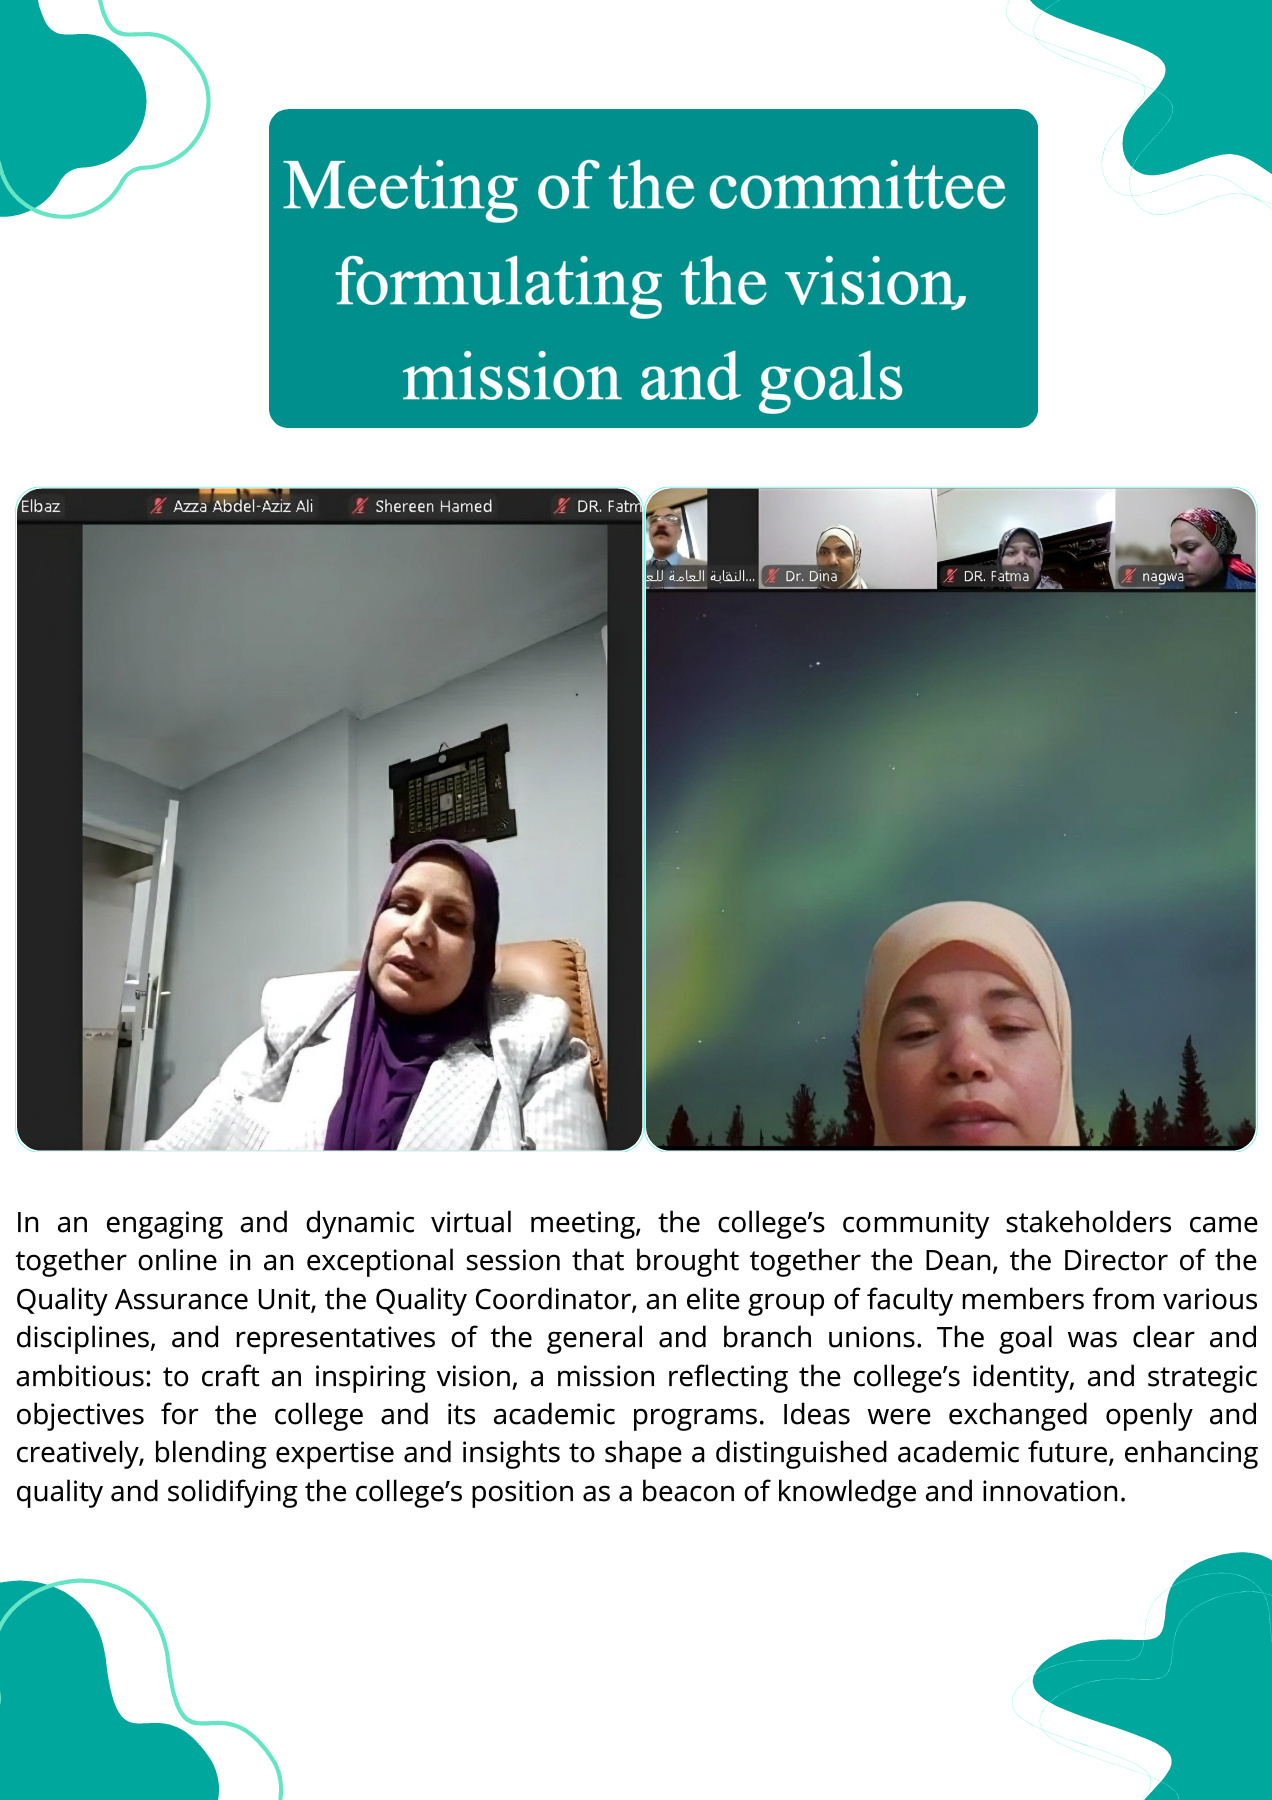 Meeting of the committee
formulating the vision,
mission and goals
Elbaz
Azza Abdel-Aziz Ali
Shereen Hamed
DR. Fatm
النقابة العامة للع...
Dr. Dina
DR. Fatma
nagwa
In an engaging and dynamic virtual meeting, the college’s community stakeholders came
together online in an exceptional session that brought together the Dean, the Director of the
Quality Assurance Unit, the Quality Coordinator, an elite group of faculty members from various
disciplines, and representatives of the general and branch unions. The goal was clear and
ambitious: to craft an inspiring vision, a mission reflecting the college’s identity, and strategic
objectives for the college and its academic programs. Ideas were exchanged openly and
creatively, blending expertise and insights to shape a distinguished academic future, enhancing
quality and solidifying the college’s position as a beacon of knowledge and innovation.